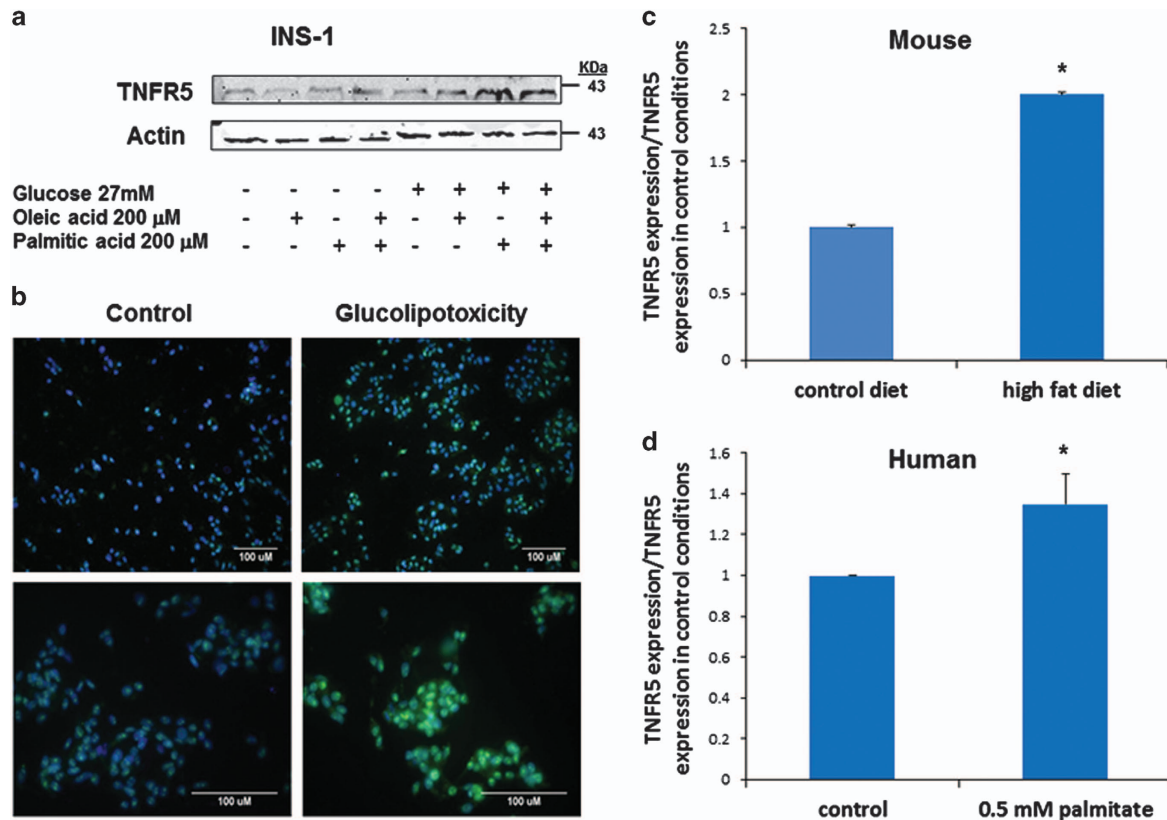 a
INS-1
KDa
TNFR5
43
Actin
43
Glucose 27mM - - - - + + + +
Oleic acid 200 µM - + - + - + - +
Palmitic acid 200 µM - - + + - - + +
b
Control
Glucolipotoxicity
100 uM
100 uM
100 uM
100 uM
c
Mouse
TNFR5 expression/TNFR5
expression in control conditions
2.5
2
1.5
1
0.5
0
*
control diet
high fat diet
d
Human
TNFR5 expression/TNFR5
expression in control conditions
1.6
1.4
1.2
1
0.8
0.6
0.4
0.2
0
*
control
0.5 mM palmitate